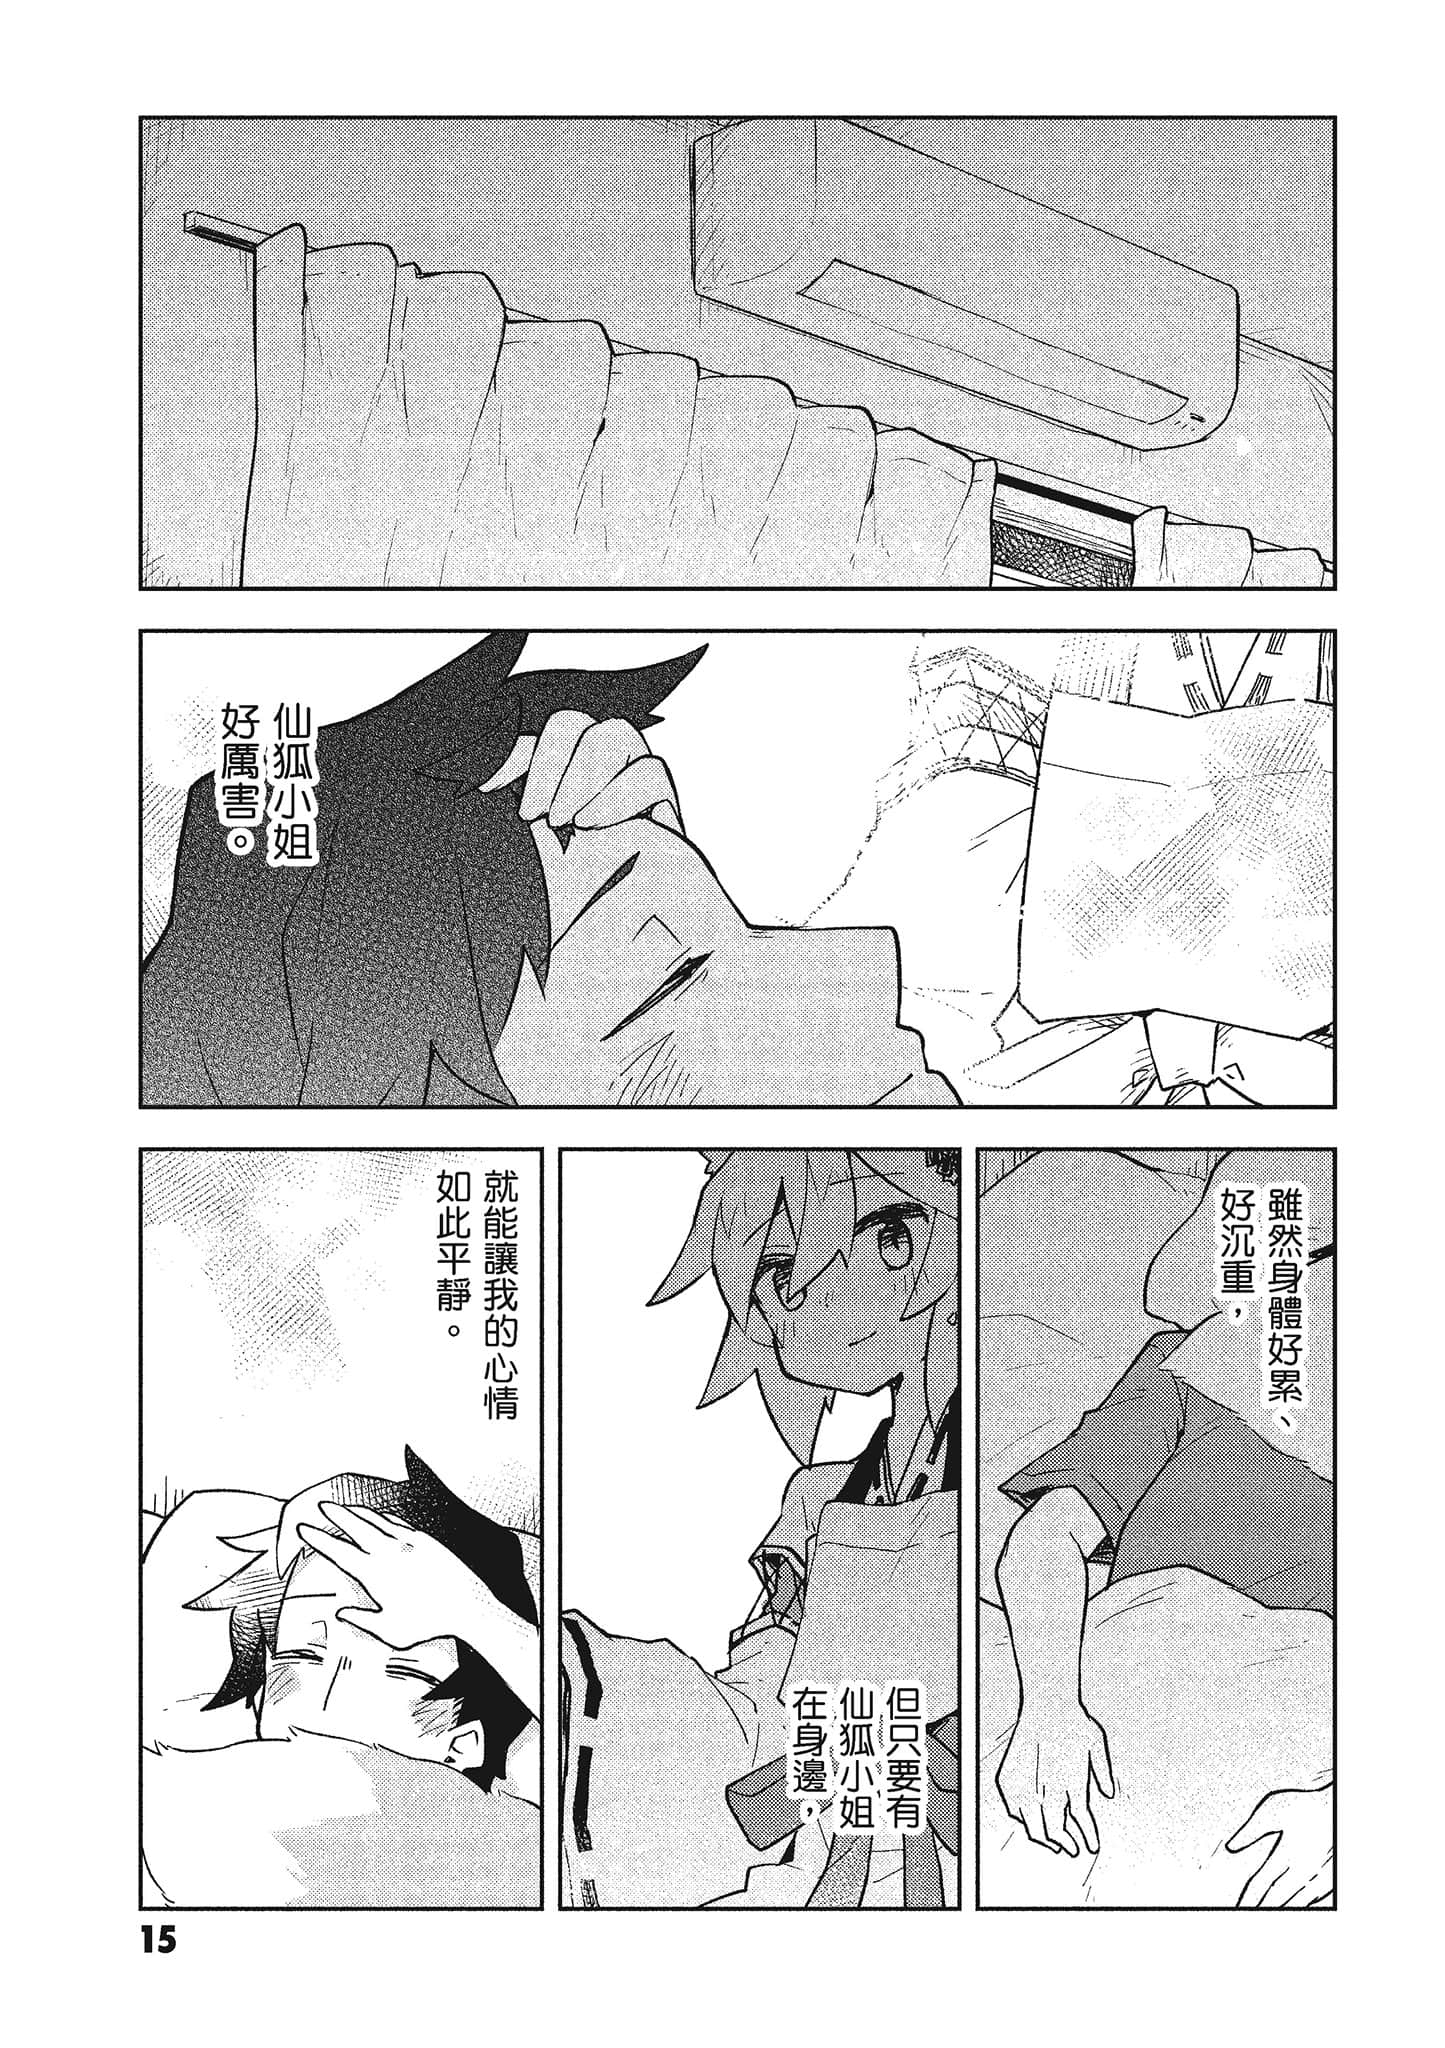 仙狐小姐
好厲害。
雖然身體好累、
好沉重，
但只要有
仙狐小姐
在身邊，
就能讓我的心情
如此平靜。
15